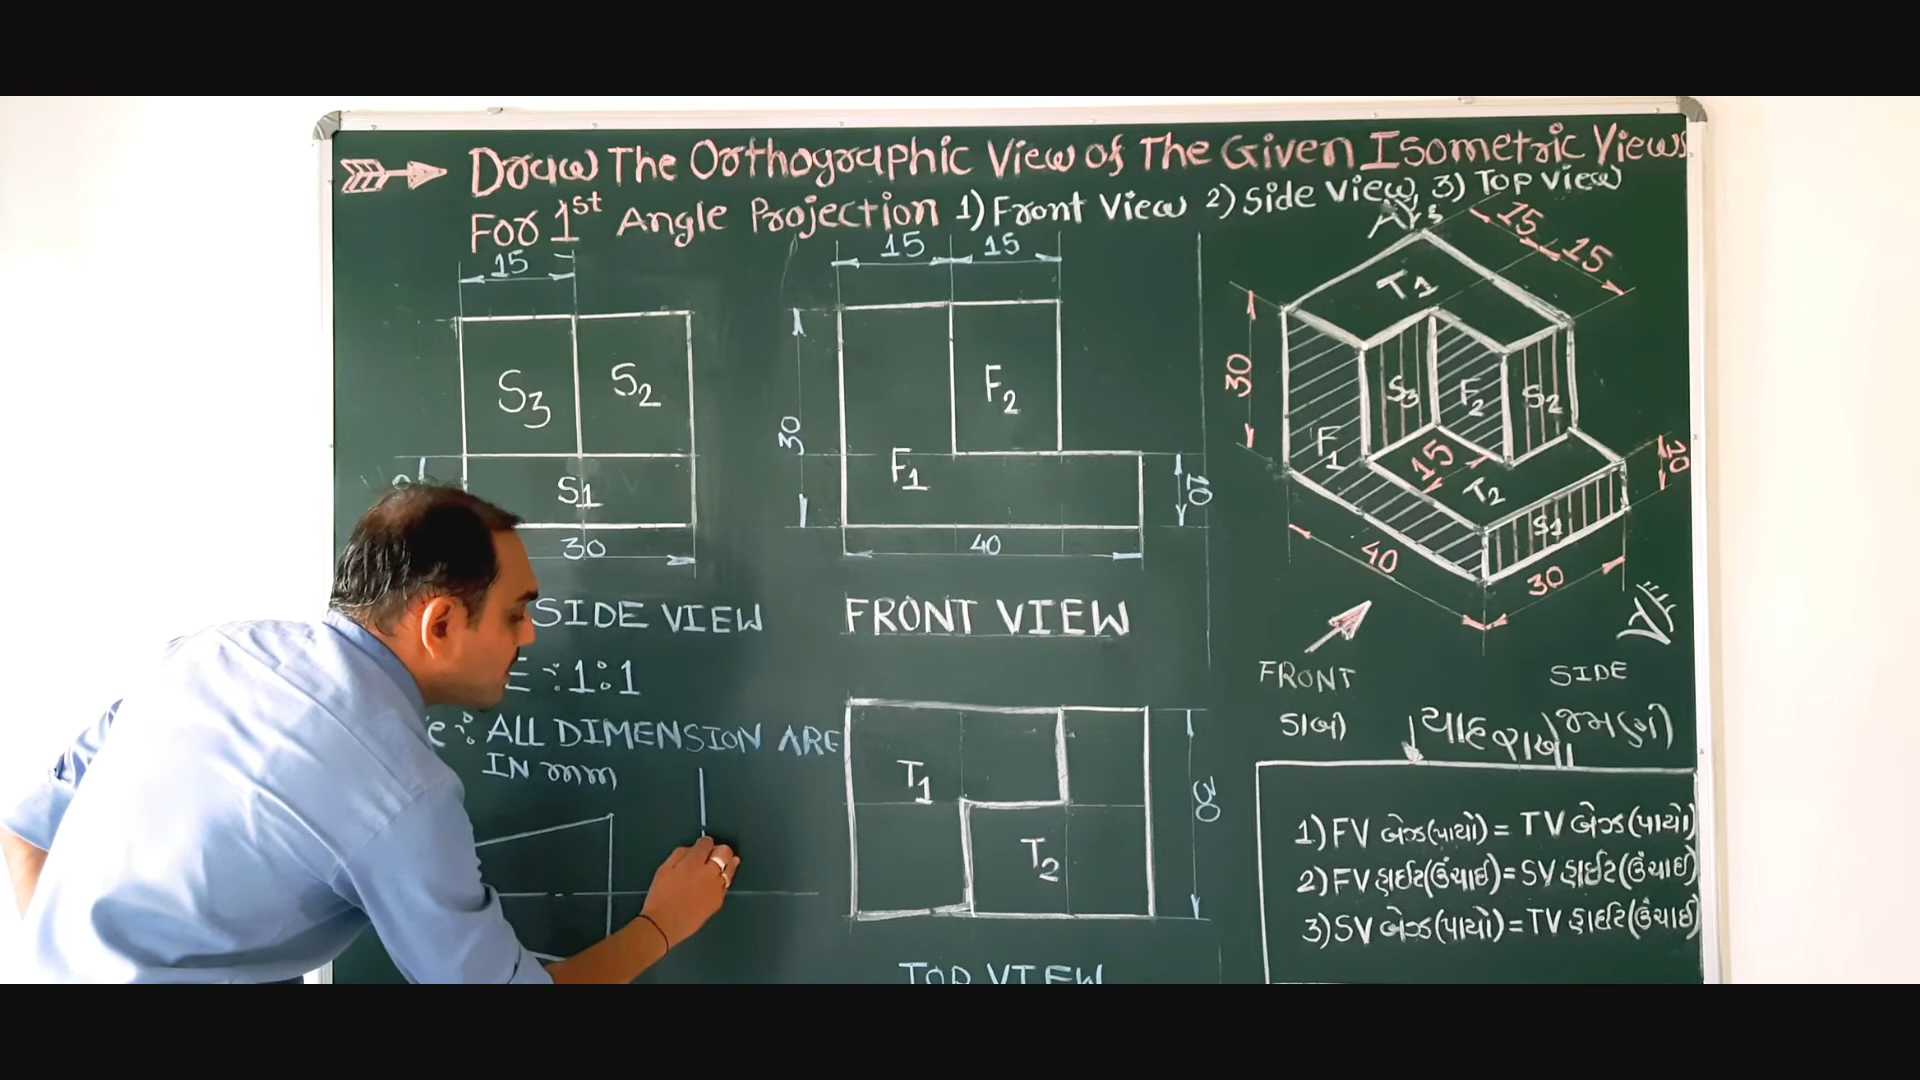 Draw The Orthographic View of The Given Isometric Views
For 1st Angle Projection 1) Front View 2) Side View, 3) Top View
15
S3 S2
S1
30
SIDE VIEW
E : 1:1
e : ALL DIMENSION ARE
IN mm
15 15
30
F2
F1
20
40
FRONT VIEW
T1
T2
30
TOP VIEW
15
15
T1
30
S3 F2 S2
F1
15
T2
S1
20
40
30
FRONT SIDE
ડાબી જમણી
યાદ રાખો
1) FV બેઝ(પાયો) = TV બેઝ(પાયો)
2) FV હાઈટ(ઉંચાઈ) = SV હાઈટ(ઉંચાઈ)
3) SV બેઝ(પાયો) = TV હાઈટ(ઉંચાઈ)